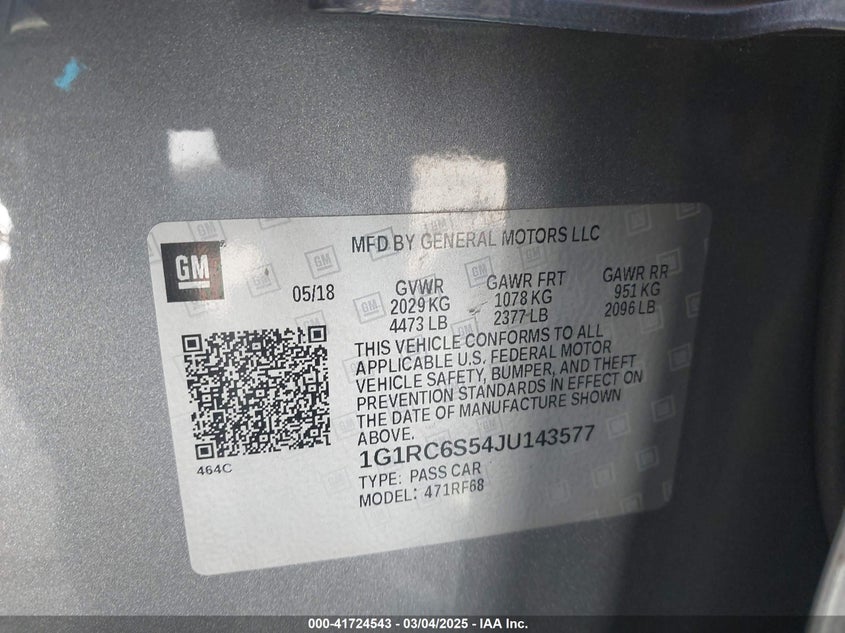 GM
MFD BY GENERAL MOTORS LLC
05/18
GVWR GAWR FRT GAWR RR
2029 KG 1078 KG 951 KG
4473 LB 2377 LB 2096 LB
THIS VEHICLE CONFORMS TO ALL
APPLICABLE U.S. FEDERAL MOTOR
VEHICLE SAFETY, BUMPER, AND THEFT
PREVENTION STANDARDS IN EFFECT ON
THE DATE OF MANUFACTURE SHOWN
ABOVE.
1G1RC6S54JU143577
TYPE: PASS CAR
MODEL: 471RF68
464C
000-41724543 - 03/04/2025 - IAA Inc.